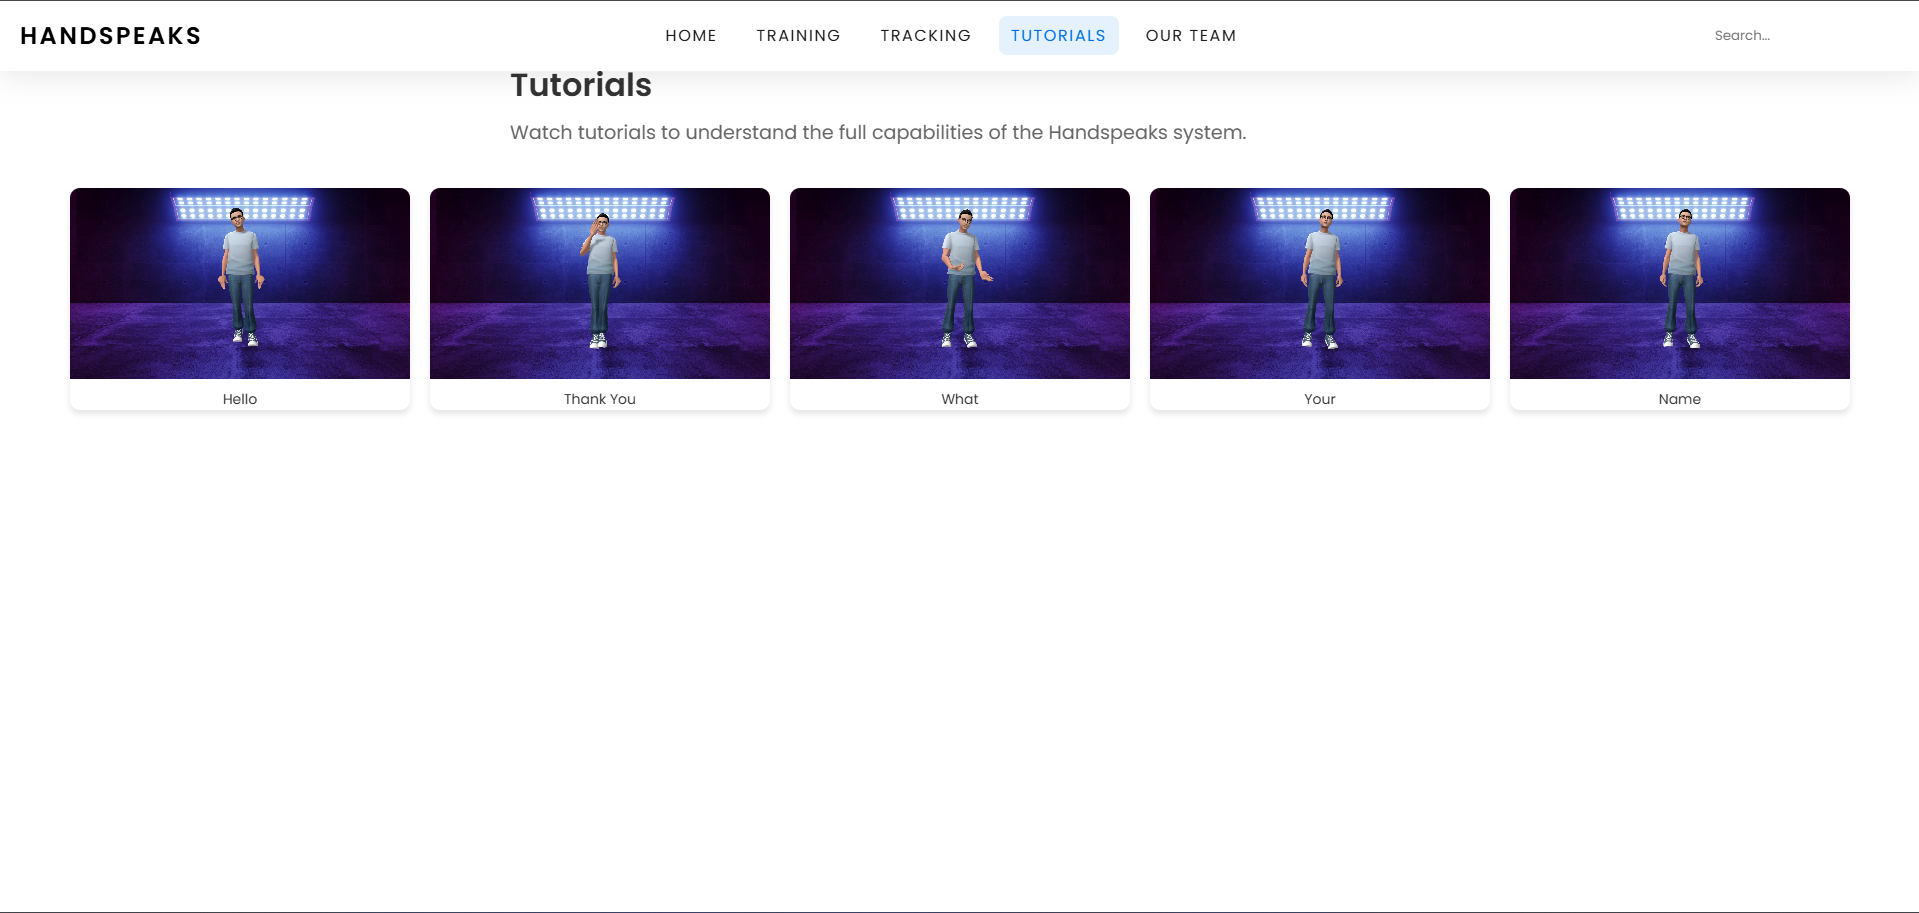 HANDSPEAKS HOME TRAINING TRACKING TUTORIALS OUR TEAM Search...
Tutorials
Watch tutorials to understand the full capabilities of the Handspeaks system.
Hello
Thank You
What
Your
Name